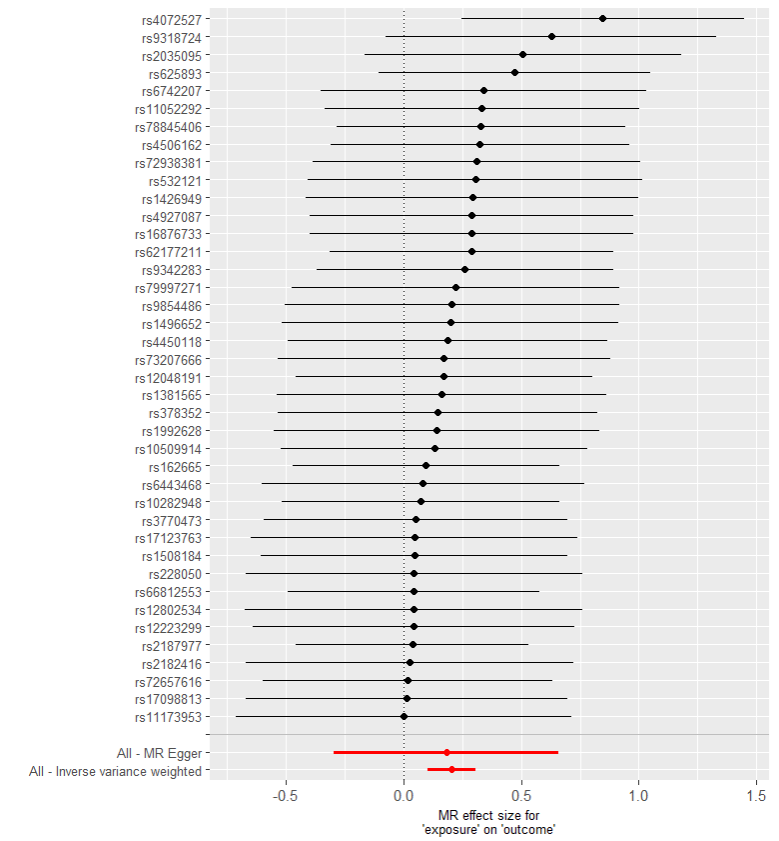 rs4072527
rs9318724
rs2035095
rs625893
rs6742207
rs11052292
rs78845406
rs4506162
rs72938381
rs532121
rs1426949
rs4927087
rs16876733
rs62177211
rs9342283
rs79997271
rs9854486
rs1496652
rs4450118
rs73207666
rs12048191
rs1381565
rs378352
rs1992628
rs10509914
rs162665
rs6443468
rs10282948
rs3770473
rs17123763
rs1508184
rs228050
rs66812553
rs12802534
rs12223299
rs2187977
rs2182416
rs72657616
rs17098813
rs11173953
All - MR Egger
All - Inverse variance weighted
-0.5 0.0 0.5 1.0 1.5
MR effect size for
'exposure' on 'outcome'